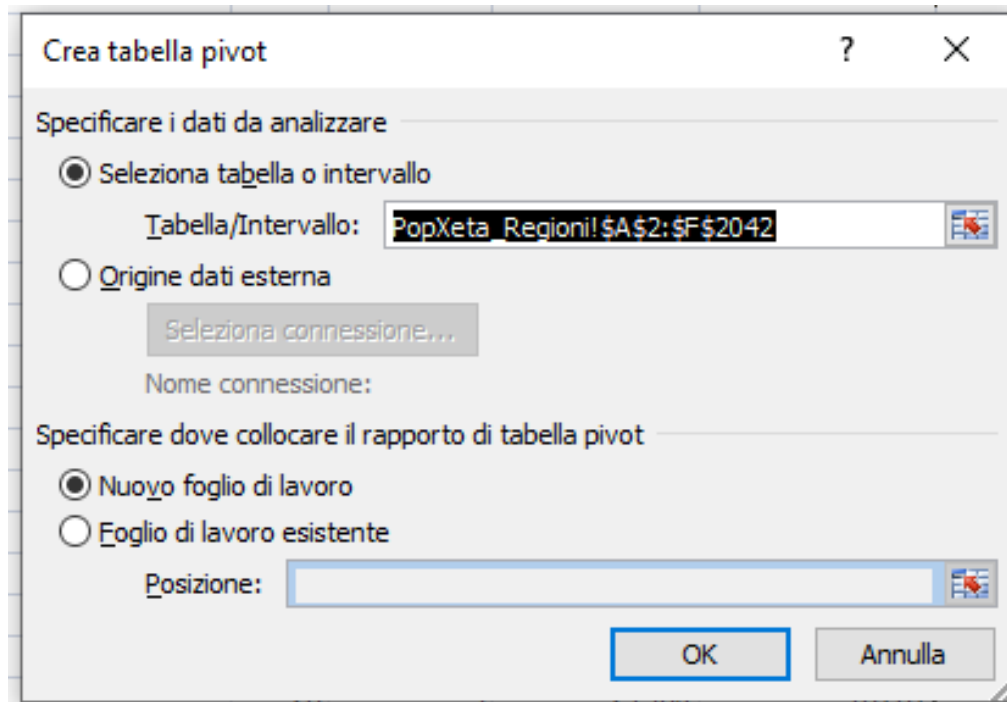 Crea tabella pivot ?
Specificare i dati da analizzare
Seleziona tabella o intervallo
Tabella/Intervallo: PopXeta_Regioni!$A$2:$F$2042
Origine dati esterna
Seleziona connessione...
Nome connessione:
Specificare dove collocare il rapporto di tabella pivot
Nuovo foglio di lavoro
Foglio di lavoro esistente
Posizione:
OK Annulla